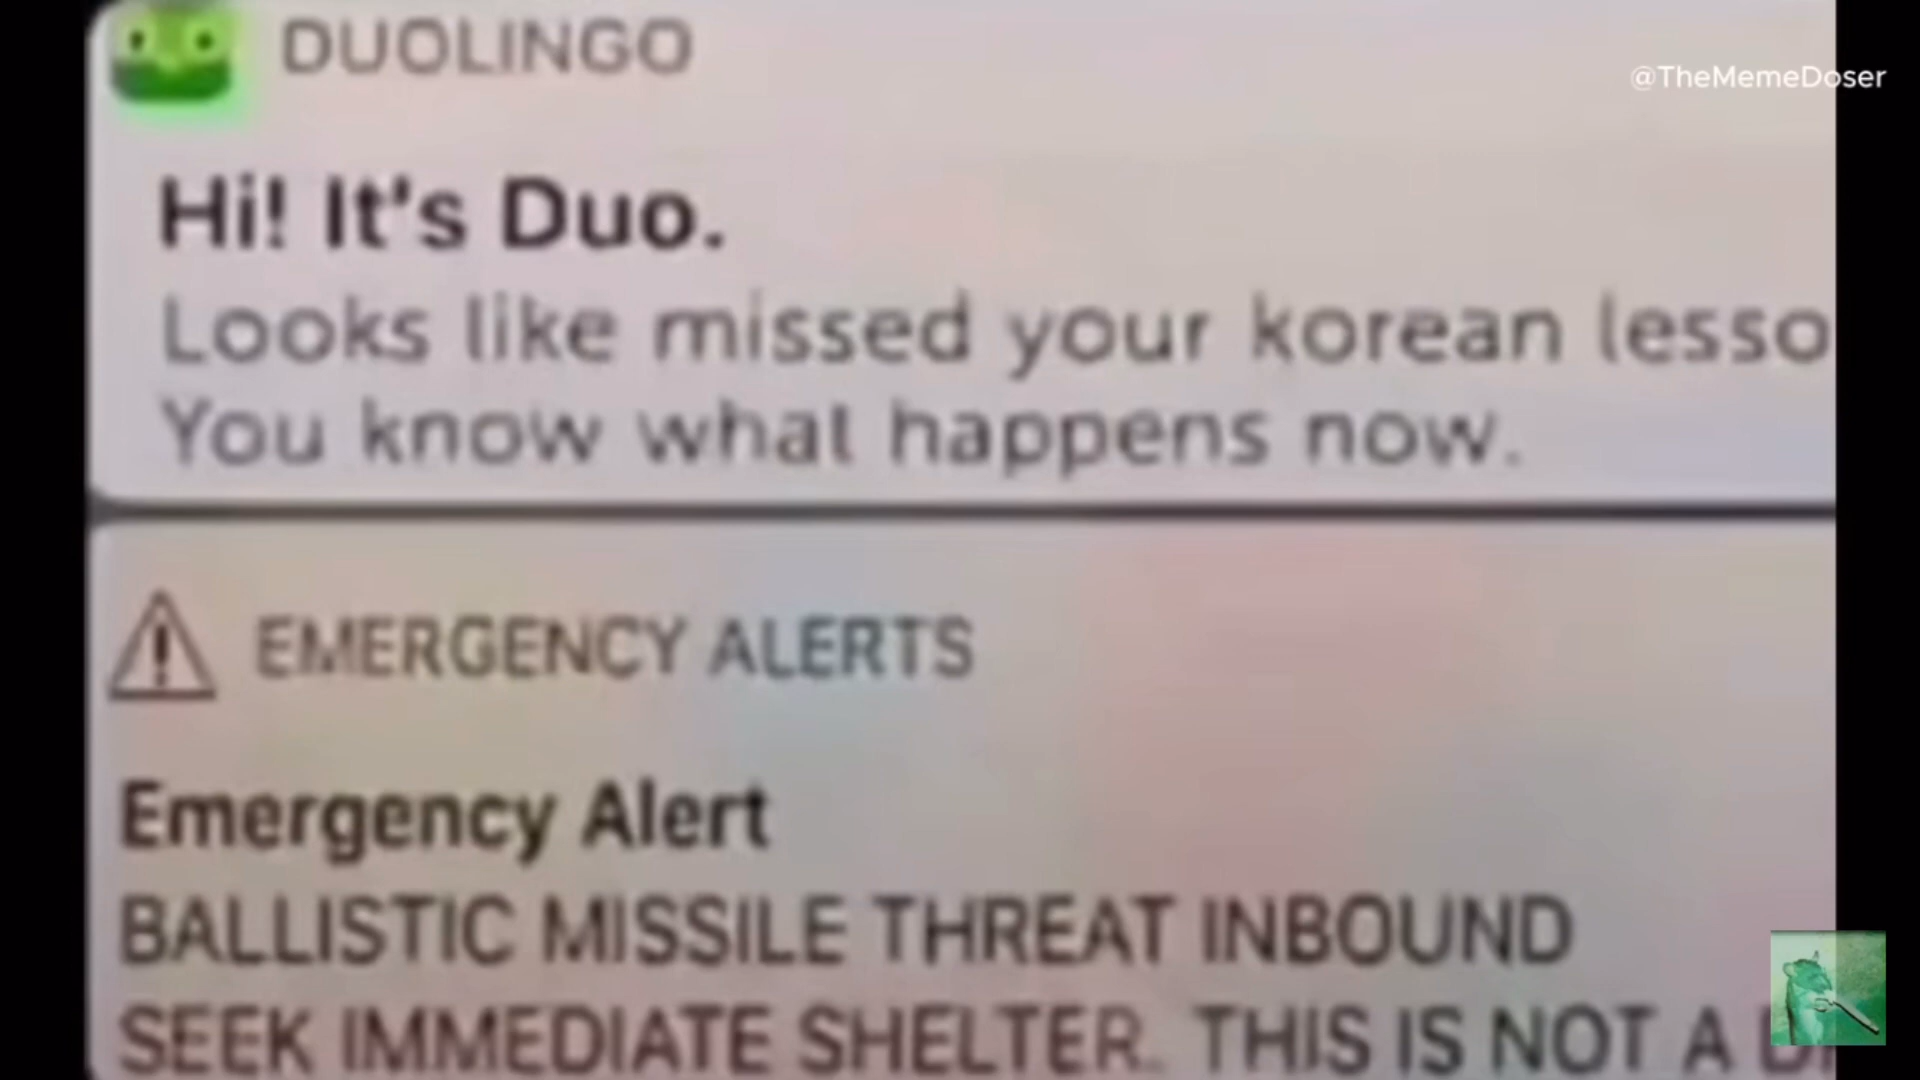 DUOLINGO
@TheMemeDoser
Hi! It's Duo.
Looks like missed your korean lesso
You know what happens now.
EMERGENCY ALERTS
Emergency Alert
BALLISTIC MISSILE THREAT INBOUND
SEEK IMMEDIATE SHELTER. THIS IS NOT A